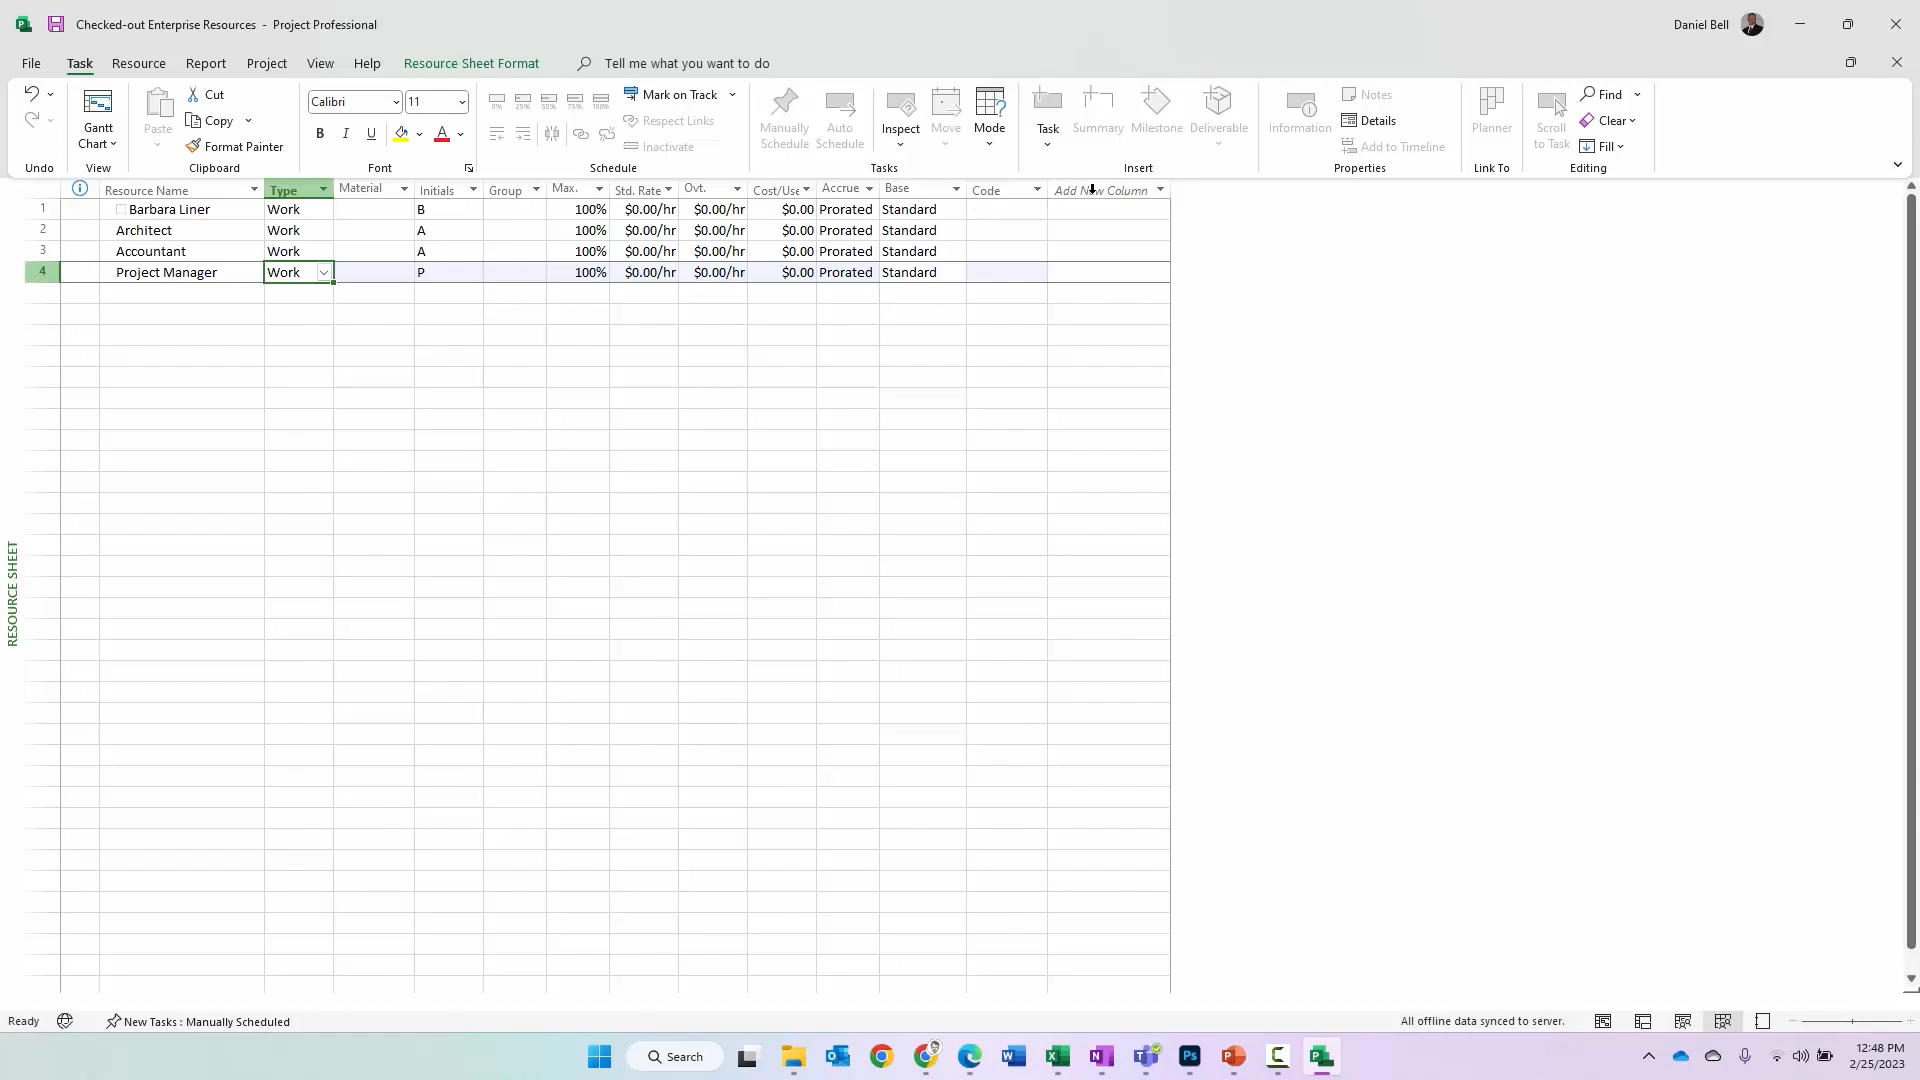 Checked-out Enterprise Resources - Project Professional
Daniel Bell
File Task Resource Report Project View Help Resource Sheet Format Tell me what you want to do
Gantt Chart
Paste
Cut
Copy
Format Painter
Calibri 11
B I U A
0% 25% 50% 75% 100%
Mark on Track
Respect Links
Inactivate
Manually Schedule
Auto Schedule
Inspect
Move
Mode
Task
Summary
Milestone
Deliverable
Information
Notes
Details
Add to Timeline
Planner
Scroll to Task
Find
Clear
Fill
Undo View Clipboard Font Schedule Tasks Insert Properties Link To Editing
Resource Name Type Material Initials Group Max. Std. Rate Ovt. Cost/Use Accrue Base Code Add New Column
1 Barbara Liner Work B 100% $0.00/hr $0.00/hr $0.00 Prorated Standard
2 Architect Work A 100% $0.00/hr $0.00/hr $0.00 Prorated Standard
3 Accountant Work A 100% $0.00/hr $0.00/hr $0.00 Prorated Standard
4 Project Manager Work P 100% $0.00/hr $0.00/hr $0.00 Prorated Standard
RESOURCE SHEET
Ready New Tasks : Manually Scheduled All offline data synced to server.
Search
12:48 PM
2/25/2023